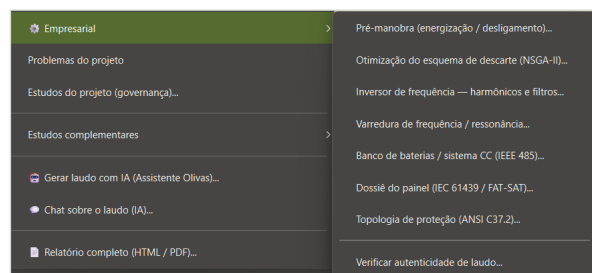 Empresarial
Problemas do projeto
Estudos do projeto (governança)...
Estudos complementares
Gerar laudo com IA (Assistente Olivas)...
Chat sobre o laudo (IA)...
Relatório completo (HTML / PDF)...
Pré-manobra (energização / desligamento)...
Otimização do esquema de descarte (NSGA-II)...
Inversor de frequência — harmônicos e filtros...
Varredura de frequência / ressonância...
Banco de baterias / sistema CC (IEEE 485)...
Dossiê do painel (IEC 61439 / FAT-SAT)...
Topologia de proteção (ANSI C37.2)...
Verificar autenticidade de laudo...